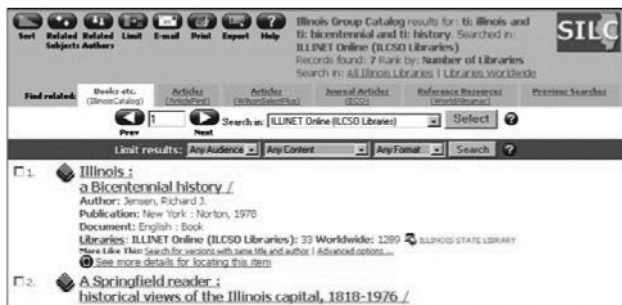 Sort Related Subjects Related Authors Limit E-mail Print Export Help
Illinois Group Catalog results for: ti: illinois and
ti: bicentennial and ti: history. Searched in:
ILLINET Online (ILCSO Libraries)
Records found: 7 Rank by: Number of Libraries
Search in: All Illinois Libraries | Libraries Worldwide
SILC
Find related: Books etc. (IllinoisCatalog) Articles (ArticleFirst) Articles (WilsonSelectPlus) Journal Articles (ECO) Reference Resources (WorldAlmanac) Previous Searches
Prev 1 Next Search in: ILLINET Online (ILCSO Libraries) Select ?
Limit results: Any Audience Any Content Any Format Search ?
1. Illinois :
a Bicentennial history /
Author: Jensen, Richard J.
Publication: New York : Norton, 1978
Document: English : Book
Libraries: ILLINET Online (ILCSO Libraries): 33 Worldwide: 1289 ILLINOIS STATE LIBRARY
More Like This: Search for versions with same title and author | Advanced options ...
See more details for locating this item
2. A Springfield reader :
historical views of the Illinois capital, 1818-1976 /